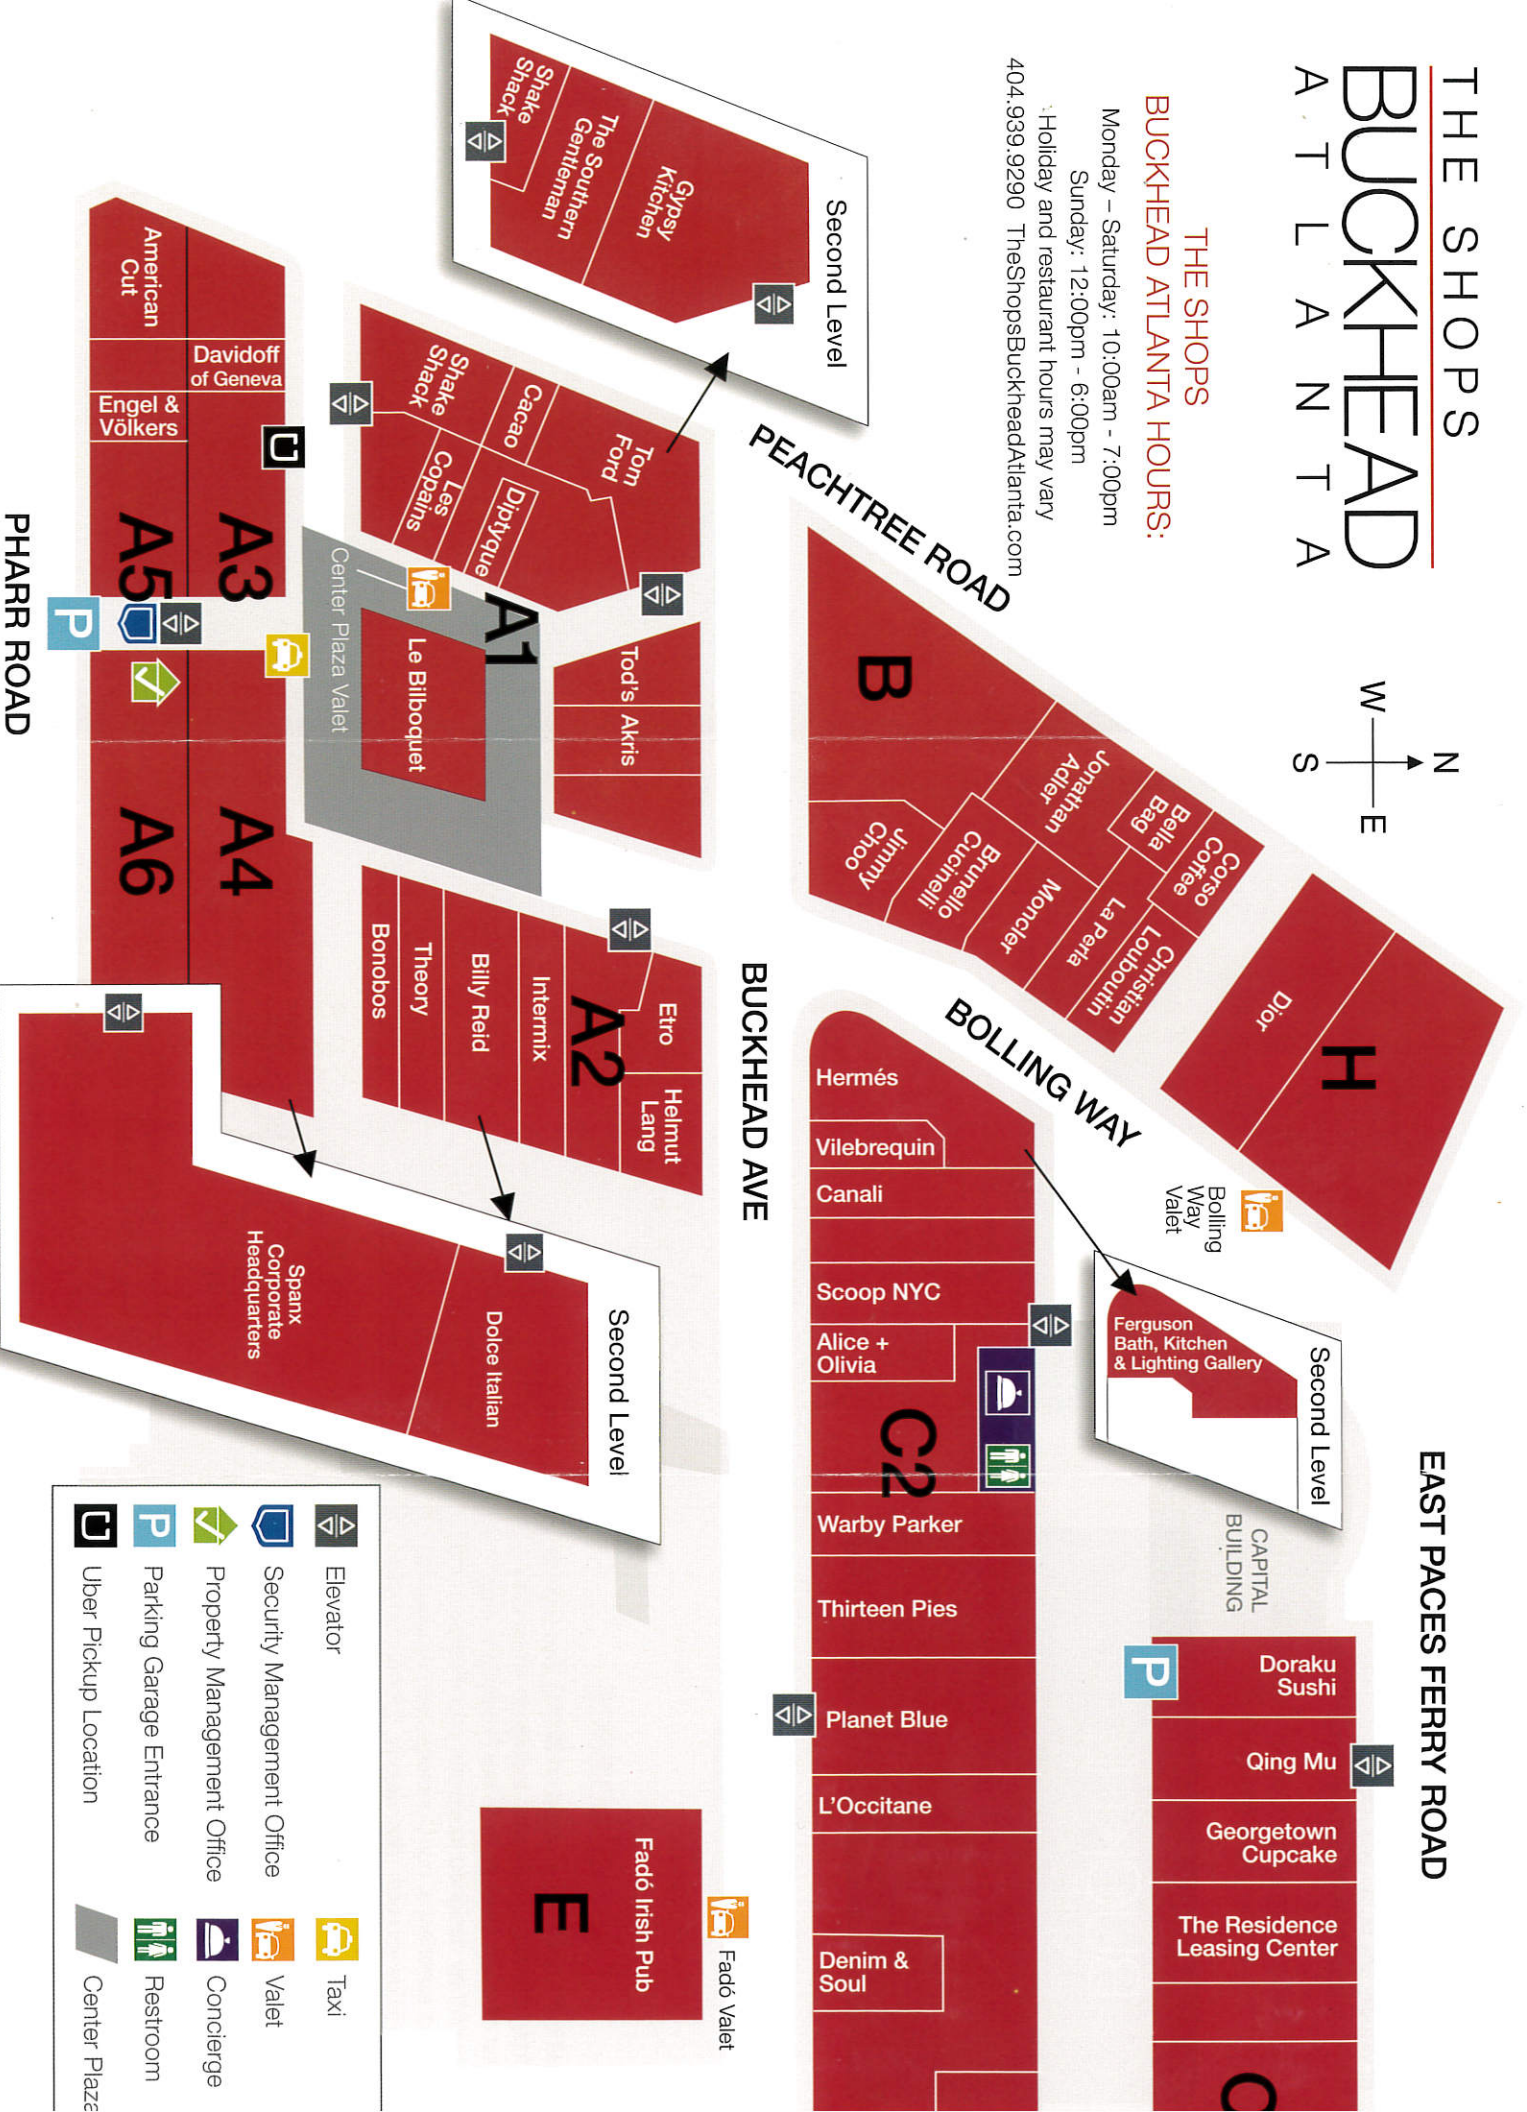 THE SHOPS
BUCKHEAD
ATLANTA
THE SHOPS
BUCKHEAD ATLANTA HOURS:
Monday – Saturday: 10:00am - 7:00pm
Sunday: 12:00pm - 6:00pm
*Holiday and restaurant hours may vary
404.939.9290 TheShopsBuckheadAtlanta.com
N
W
E
S
EAST PACES FERRY ROAD
PEACHTREE ROAD
BOLLING WAY
BUCKHEAD AVE
PHARR ROAD
Second Level
Gypsy
Kitchen
The Southern
Gentleman
Shake
Shack
Tom
Ford
Cacao
Shake
Shack
Diptyque
Les
Copains
A1
Tod's
Akris
Le Bilboquet
Center Plaza Valet
American
Cut
Davidoff
of Geneva
Engel &
Völkers
A3
A5
A4
A6
B
Jonathan
Adler
Bella
Bag
Corso
Coffee
Jimmy
Choo
Brunello
Cucinelli
Moncler
La Perla
Christian
Louboutin
H
Dior
Bolling
Way
Valet
Etro
Helmut
Lang
A2
Intermix
Billy Reid
Theory
Bonobos
Second Level
Dolce Italian
Spanx
Corporate
Headquarters
Hermés
Vilebrequin
Canali
Scoop NYC
Alice +
Olivia
C2
Warby Parker
Thirteen Pies
Planet Blue
L'Occitane
Denim &
Soul
Second Level
Ferguson
Bath, Kitchen
& Lighting Gallery
CAPITAL
BUILDING
P
Doraku
Sushi
Qing Mu
Georgetown
Cupcake
The Residence
Leasing Center
Fadó Valet
Fadó Irish Pub
E
P
Elevator
Security Management Office
Property Management Office
P Parking Garage Entrance
Uber Pickup Location
Taxi
Valet
Concierge
Restroom
Center Plaza